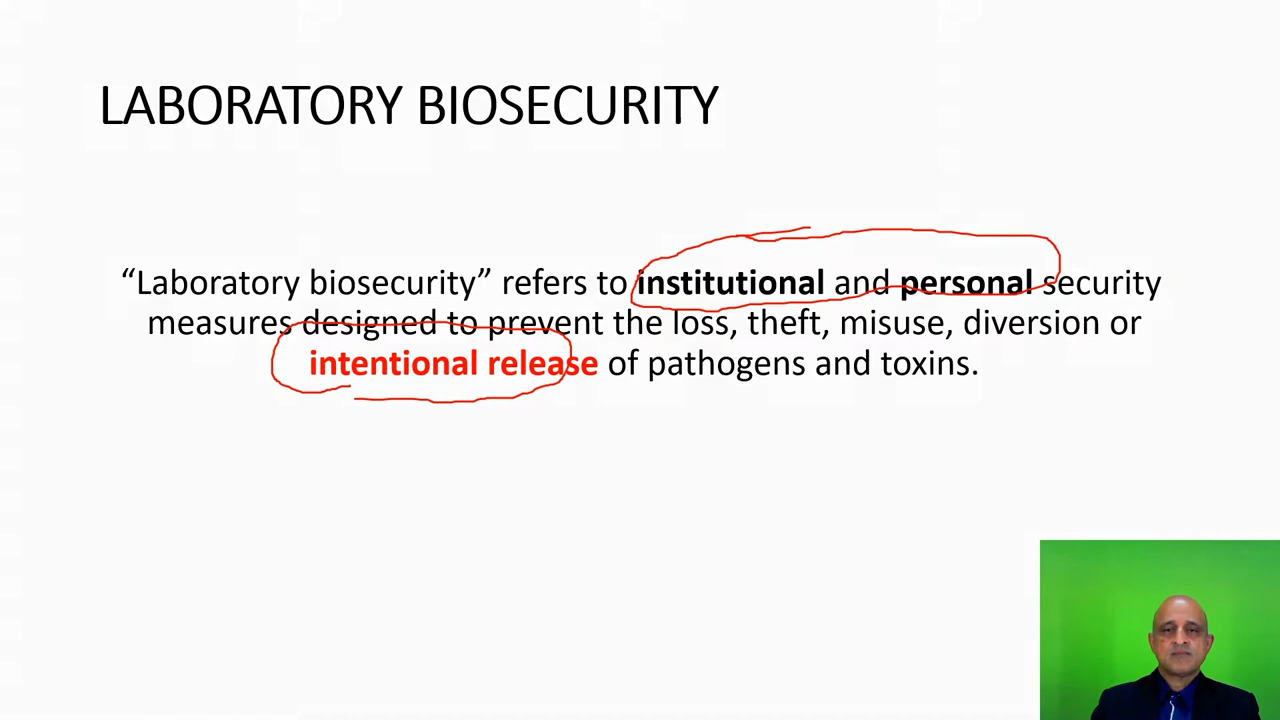 LABORATORY BIOSECURITY
“Laboratory biosecurity” refers to institutional and personal security
measures designed to prevent the loss, theft, misuse, diversion or
intentional release of pathogens and toxins.